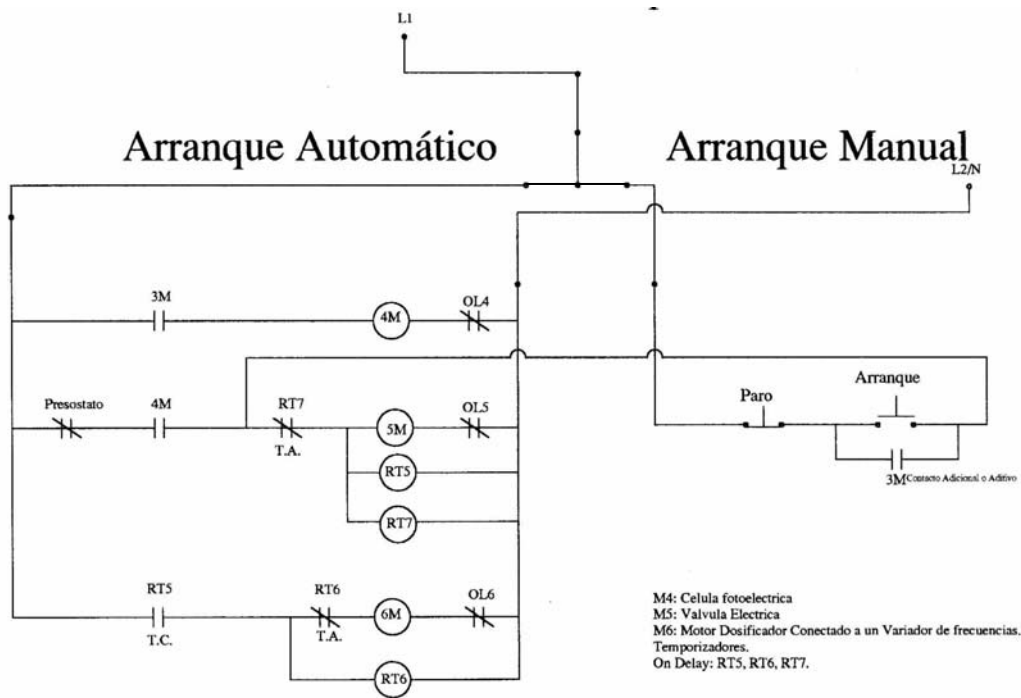 L1
Arranque Automático
Arranque Manual
L2/N
3M
4M
OL4
Presostato
4M
RT7
T.A.
5M
OL5
RT5
RT7
Paro
Arranque
3M Contacto Adicional o Aditivo
RT5
T.C.
RT6
T.A.
6M
OL6
RT6
M4: Celula fotoelectrica
M5: Valvula Electrica
M6: Motor Dosificador Conectado a un Variador de frecuencias.
Temporizadores.
On Delay: RT5, RT6, RT7.